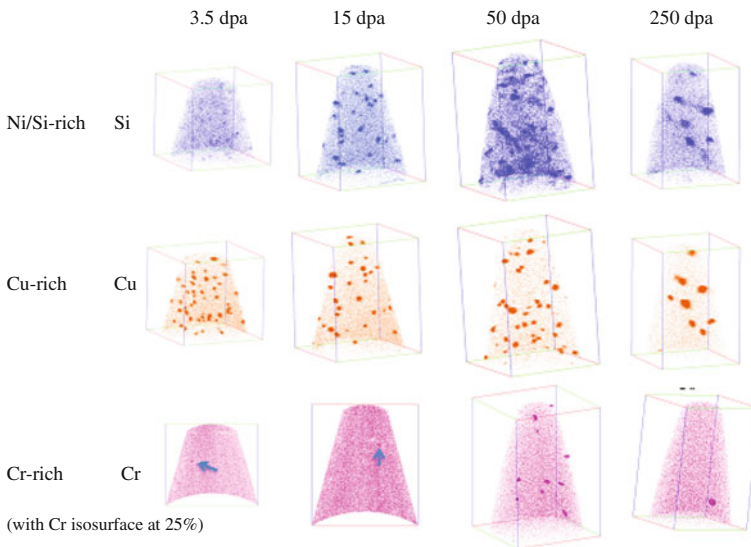 3.5 dpa 15 dpa 50 dpa 250 dpa
Ni/Si-rich Si
Cu-rich Cu
Cr-rich Cr
(with Cr isosurface at 25%)